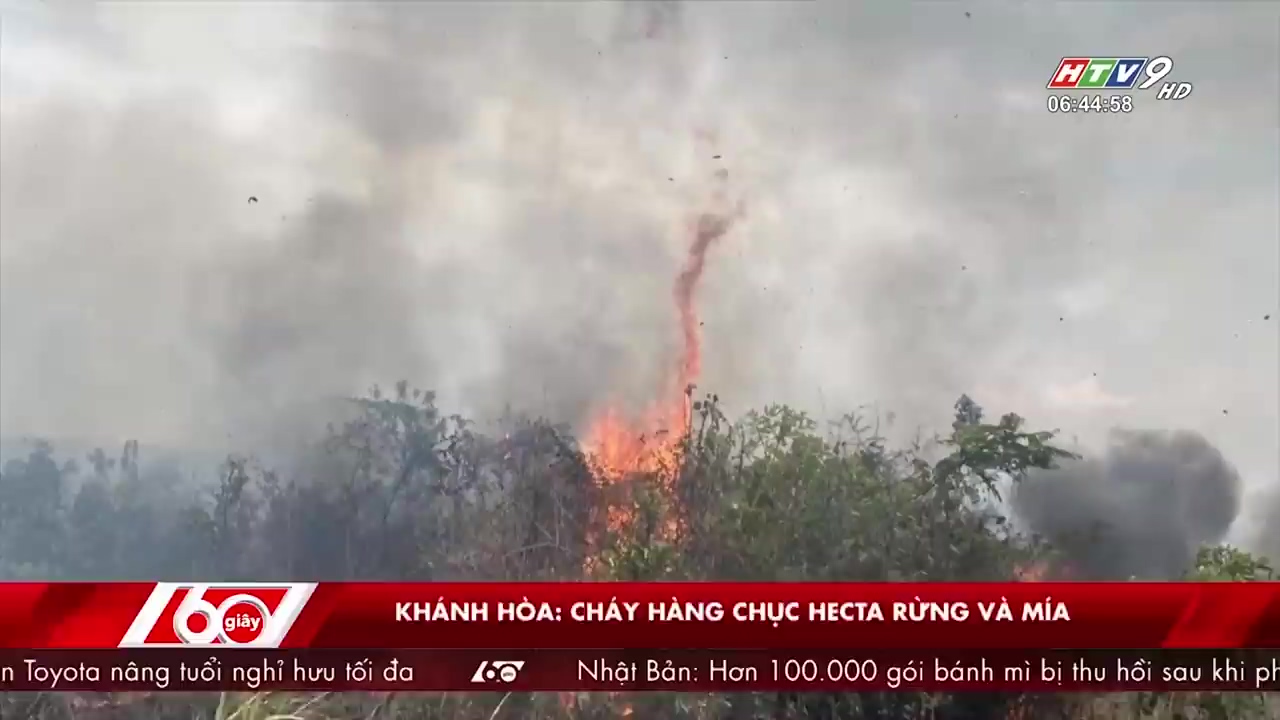 HTV9 HD
06:44:58
60 giây
KHÁNH HÒA: CHÁY HÀNG CHỤC HECTA RỪNG VÀ MÍA
n Toyota nâng tuổi nghỉ hưu tối đa
Nhật Bản: Hơn 100.000 gói bánh mì bị thu hồi sau khi ph